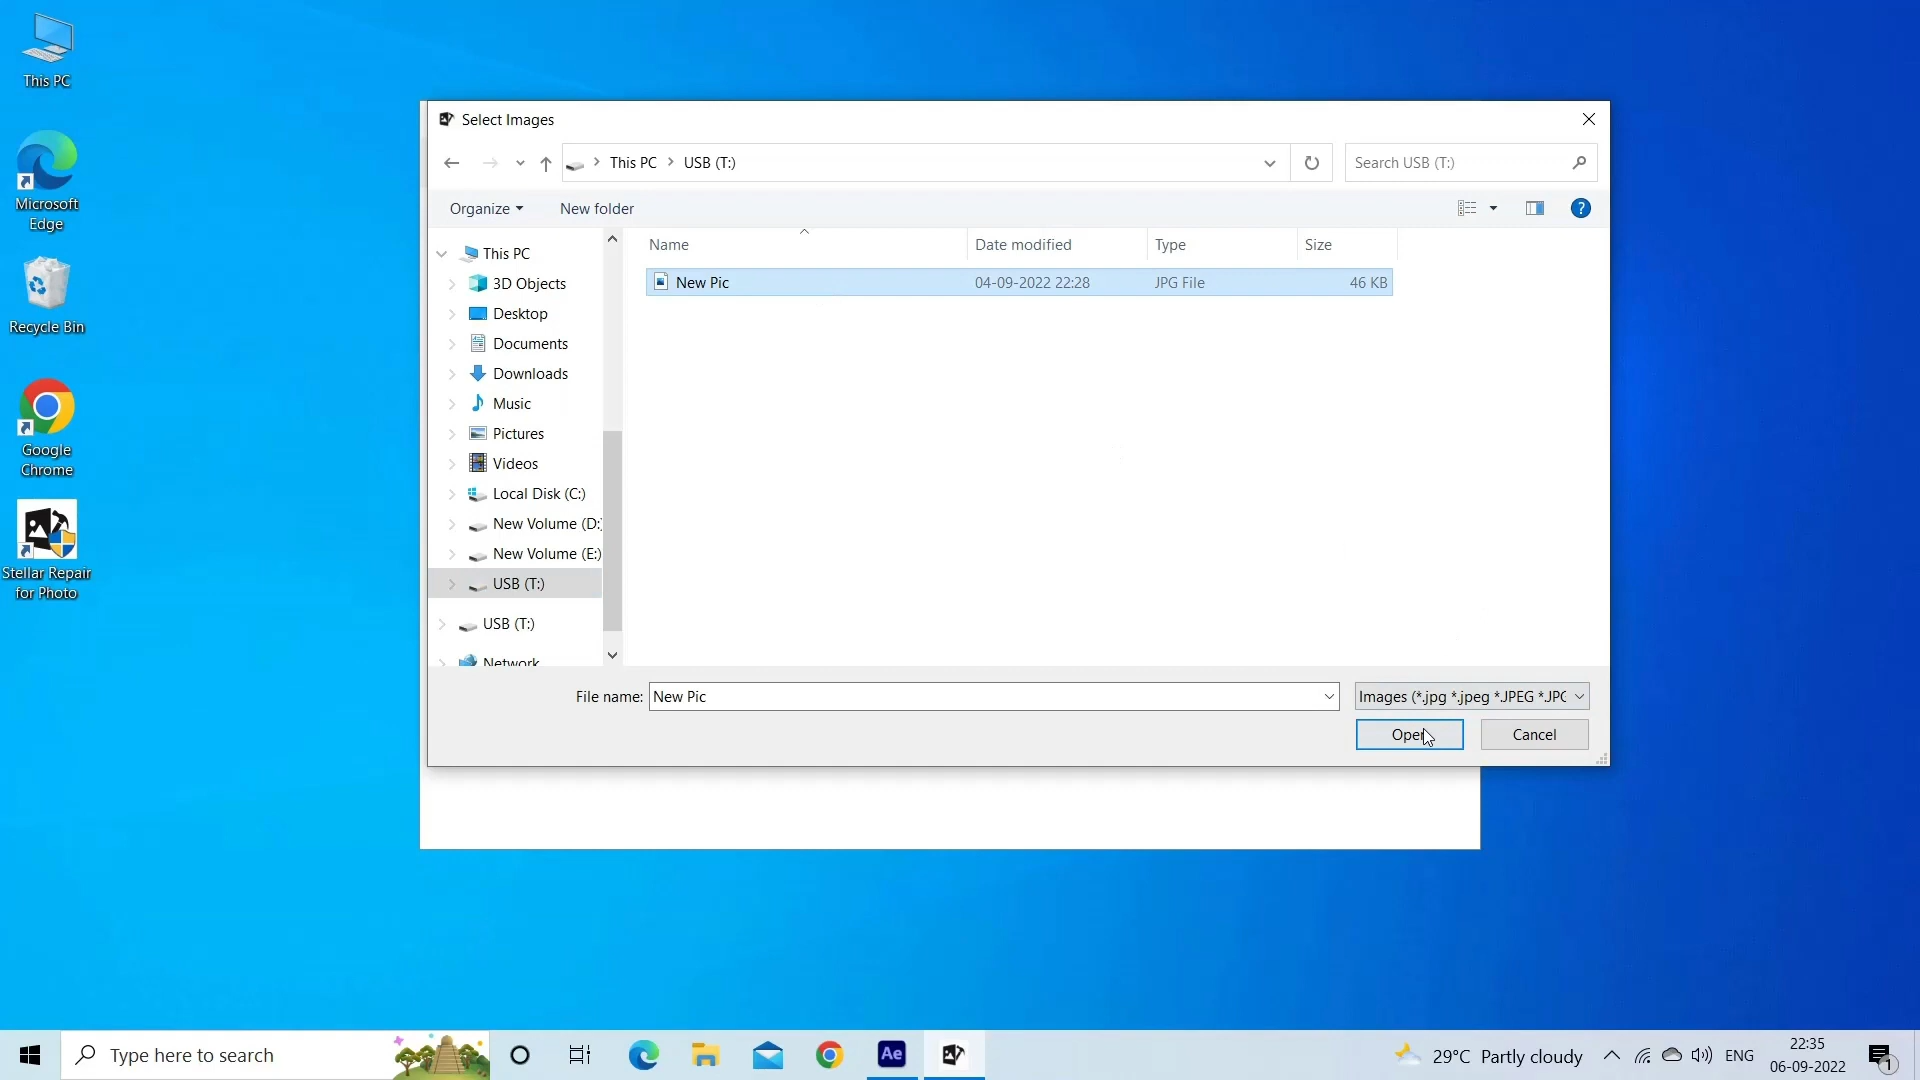 This PC
Microsoft
Edge
Recycle Bin
Google
Chrome
Stellar Repair
for Photo
Select Images
This PC USB (T:)
Search USB (T:)
Organize
New folder
?
Name Date modified Type Size
New Pic 04-09-2022 22:28 JPG File 46 KB
This PC
3D Objects
Desktop
Documents
Downloads
Music
Pictures
Videos
Local Disk (C:)
New Volume (D:)
New Volume (E:)
USB (T:)
USB (T:)
Network
File name: New Pic
Images (*.jpg *.jpeg *.JPEG *.JPG
Open
Cancel
Type here to search
Ae
29°C Partly cloudy
ENG
22:35
06-09-2022
1